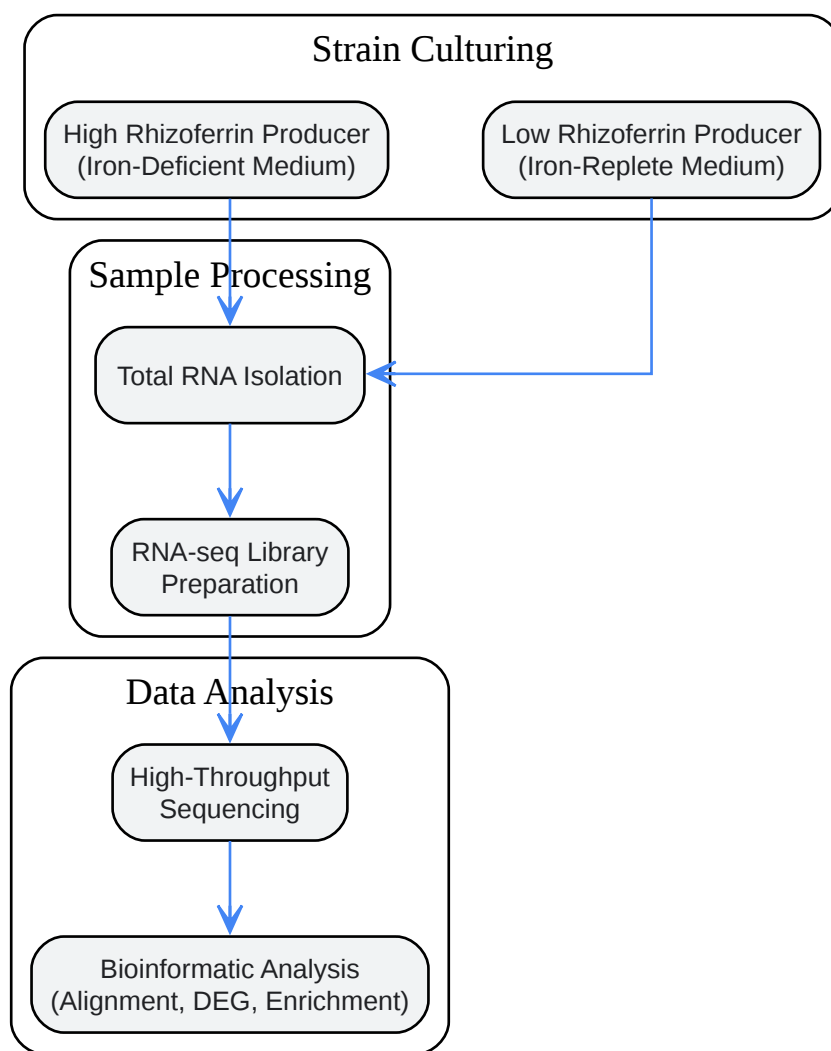 Strain Culturing
High Rhizoferrin Producer
(Iron-Deficient Medium)
Low Rhizoferrin Producer
(Iron-Replete Medium)
Sample Processing
Total RNA Isolation
RNA-seq Library
Preparation
Data Analysis
High-Throughput
Sequencing
Bioinformatic Analysis
(Alignment, DEG, Enrichment)